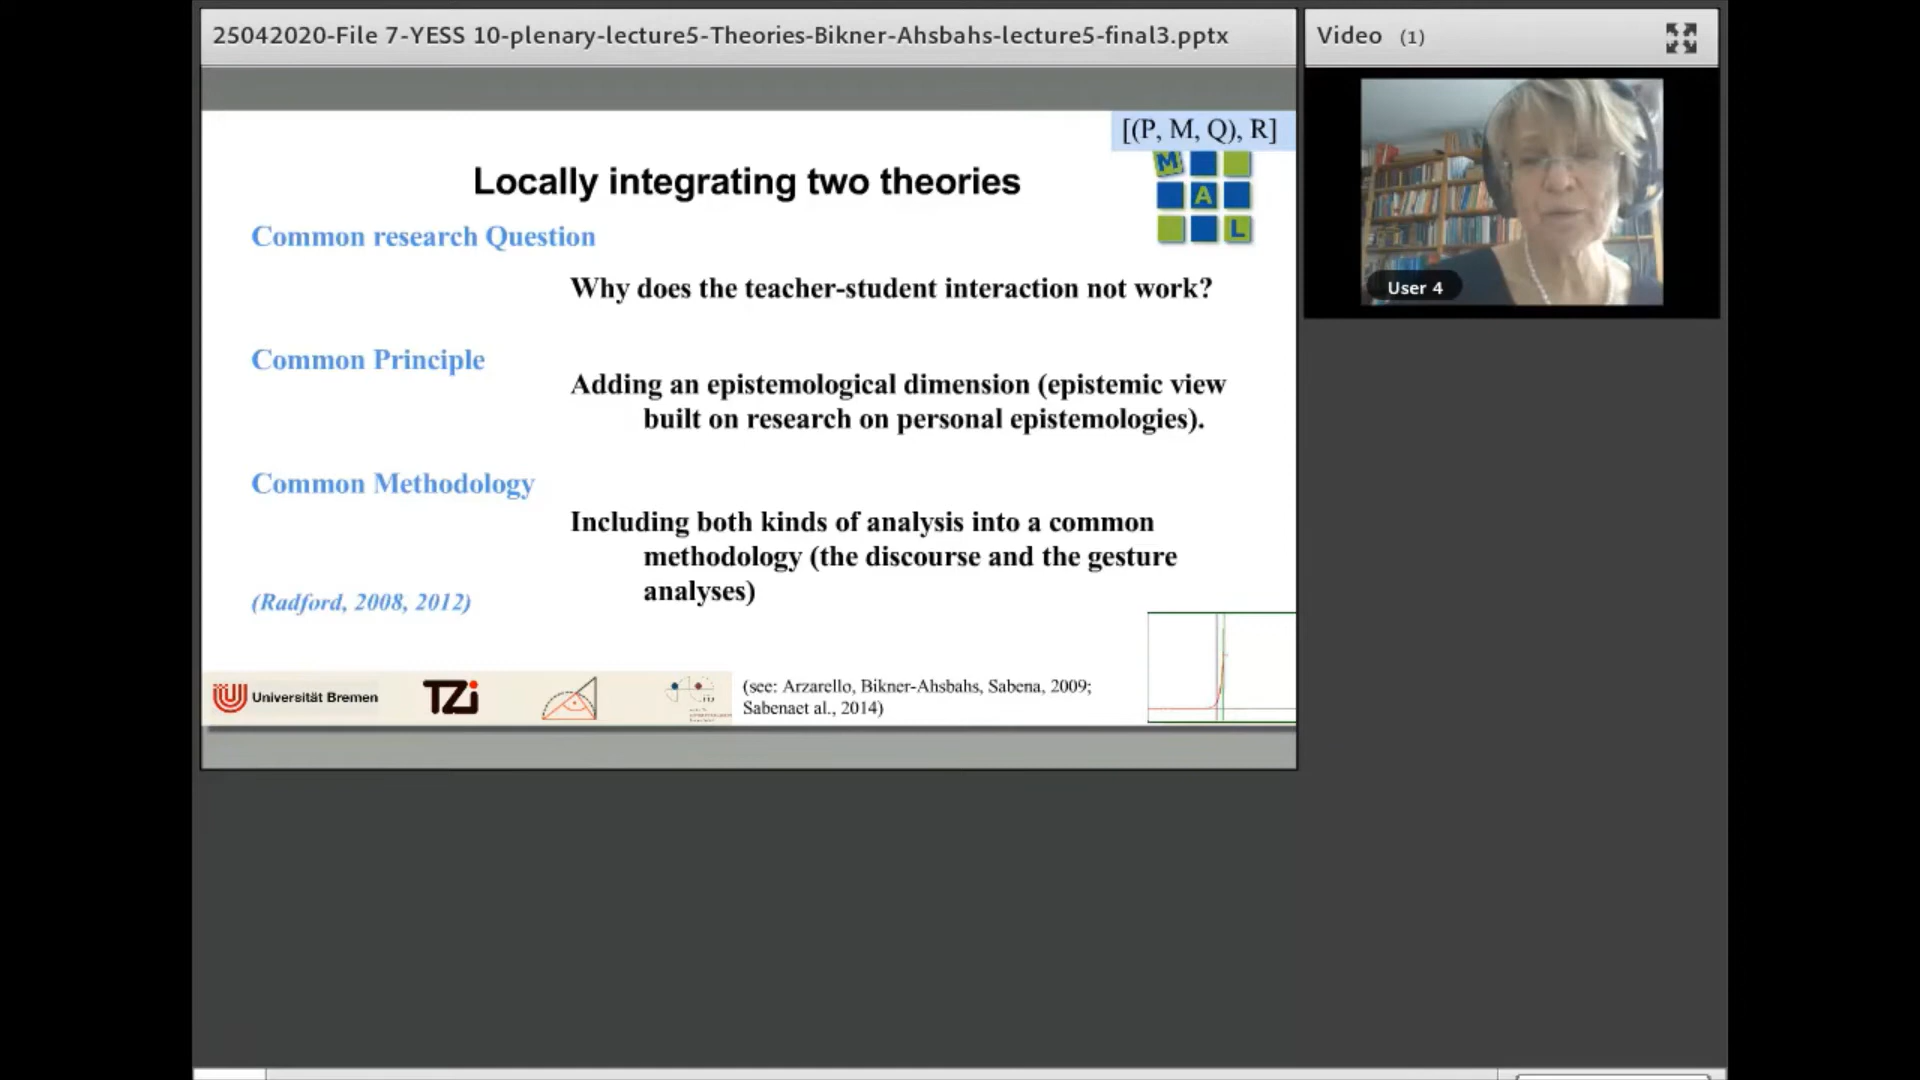 25042020-File 7-YESS 10-plenary-lecture5-Theories-Bikner-Ahsbahs-lecture5-final3.pptx
Video (1)
[(P, M, Q), R]
M
A
L
Locally integrating two theories
Common research Question
Why does the teacher-student interaction not work?
Common Principle
Adding an epistemological dimension (epistemic view
built on research on personal epistemologies).
Common Methodology
Including both kinds of analysis into a common
methodology (the discourse and the gesture
analyses)
(Radford, 2008, 2012)
Universität Bremen
TZi
(see: Arzarello, Bikner-Ahsbahs, Sabena, 2009;
Sabenaet al., 2014)
User 4